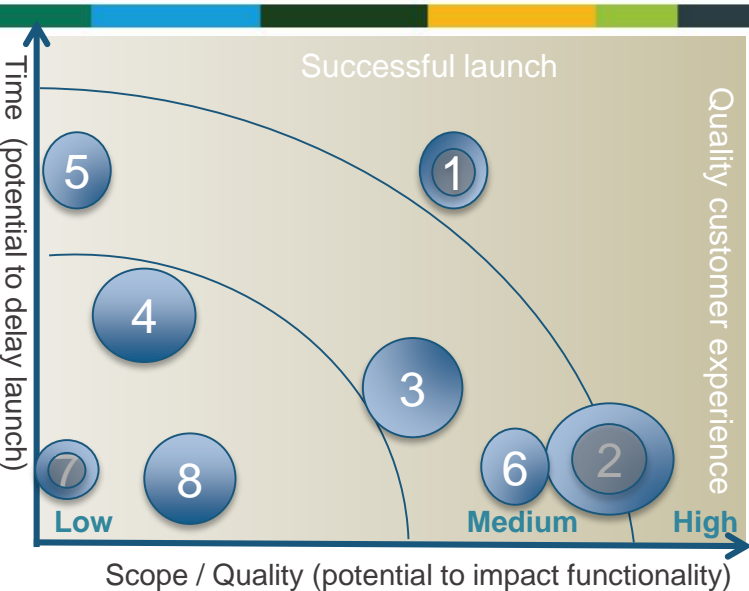 Successful launch
Time (potential to delay launch)
Quality customer experience
5
1
4
3
7
8
6
2
Low
Medium
High
Scope / Quality (potential to impact functionality)